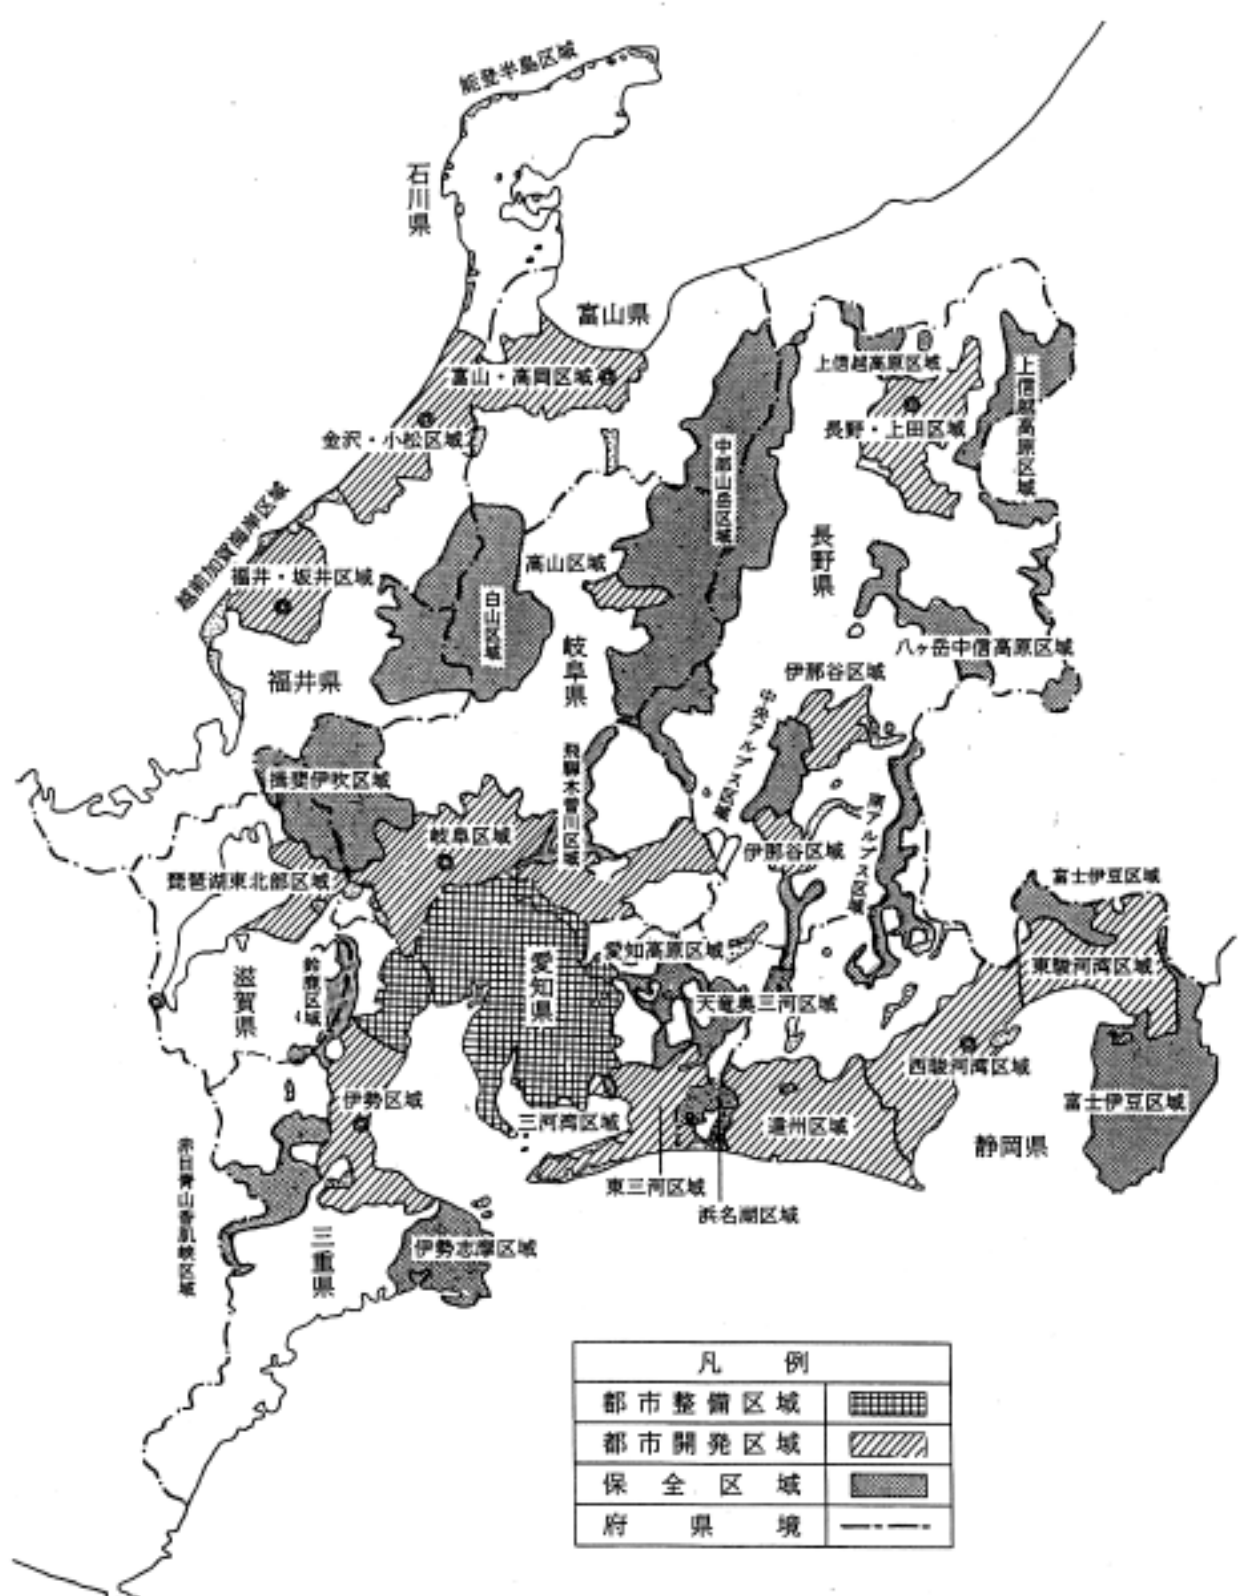 能登半島区域
石川県
富山県
富山・高岡区域
上信越高原区域
上信越高原区域
長野・上田区域
金沢・小松区域
中部山岳区域
越前加賀海岸区域
長野県
高山区域
福井・坂井区域
白山区域
岐阜県
八ヶ岳中信高原区域
伊那谷区域
福井県
中央アルプス区域
飛騨木曽川区域
揖斐伊吹区域
南アルプス区域
岐阜区域
伊那谷区域
琵琶湖東北部区域
富士伊豆区域
愛知高原区域
東駿河湾区域
鈴鹿区域
滋賀県
愛知県
天竜奥三河区域
西駿河湾区域
伊勢区域
三河湾区域
遠州区域
富士伊豆区域
静岡県
赤目青山香肌峡区域
東三河区域
浜名湖区域
三重県
伊勢志摩区域
凡例
都市整備区域
都市開発区域
保全区域
府県境